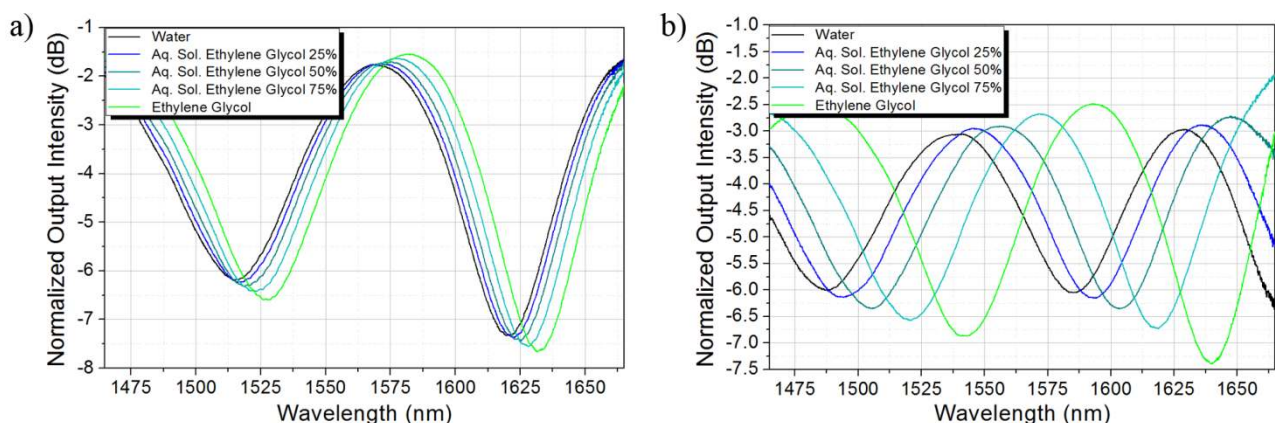 a)
Normalized Output Intensity (dB)
-1
-2
-3
-4
-5
-6
-7
-8
Water
Aq. Sol. Ethylene Glycol 25%
Aq. Sol. Ethylene Glycol 50%
Aq. Sol. Ethylene Glycol 75%
Ethylene Glycol
1475 1500 1525 1550 1575 1600 1625 1650
Wavelength (nm)
b)
Normalized Output Intensity (dB)
-1.0
-1.5
-2.0
-2.5
-3.0
-3.5
-4.0
-4.5
-5.0
-5.5
-6.0
-6.5
-7.0
-7.5
Water
Aq. Sol. Ethylene Glycol 25%
Aq. Sol. Ethylene Glycol 50%
Aq. Sol. Ethylene Glycol 75%
Ethylene Glycol
1475 1500 1525 1550 1575 1600 1625 1650
Wavelength (nm)